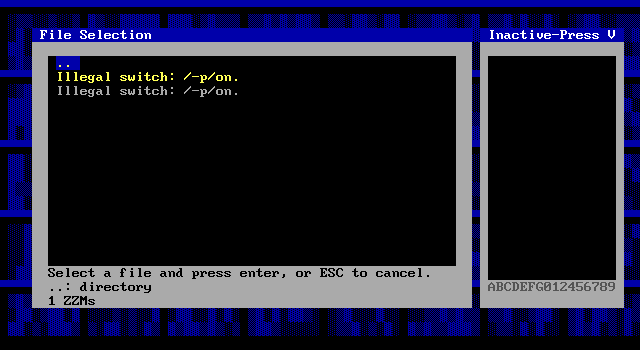 File Selection
Inactive-Press V
..
Illegal switch: /-p/on.
Illegal switch: /-p/on.
Select a file and press enter, or ESC to cancel.
..: directory
1 ZZMs
ABCDEFG012456789